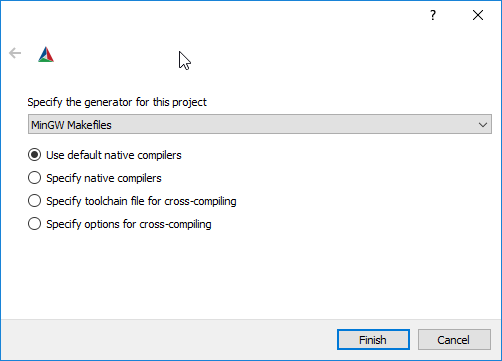 ?
Specify the generator for this project
MinGW Makefiles
Use default native compilers
Specify native compilers
Specify toolchain file for cross-compiling
Specify options for cross-compiling
Finish
Cancel